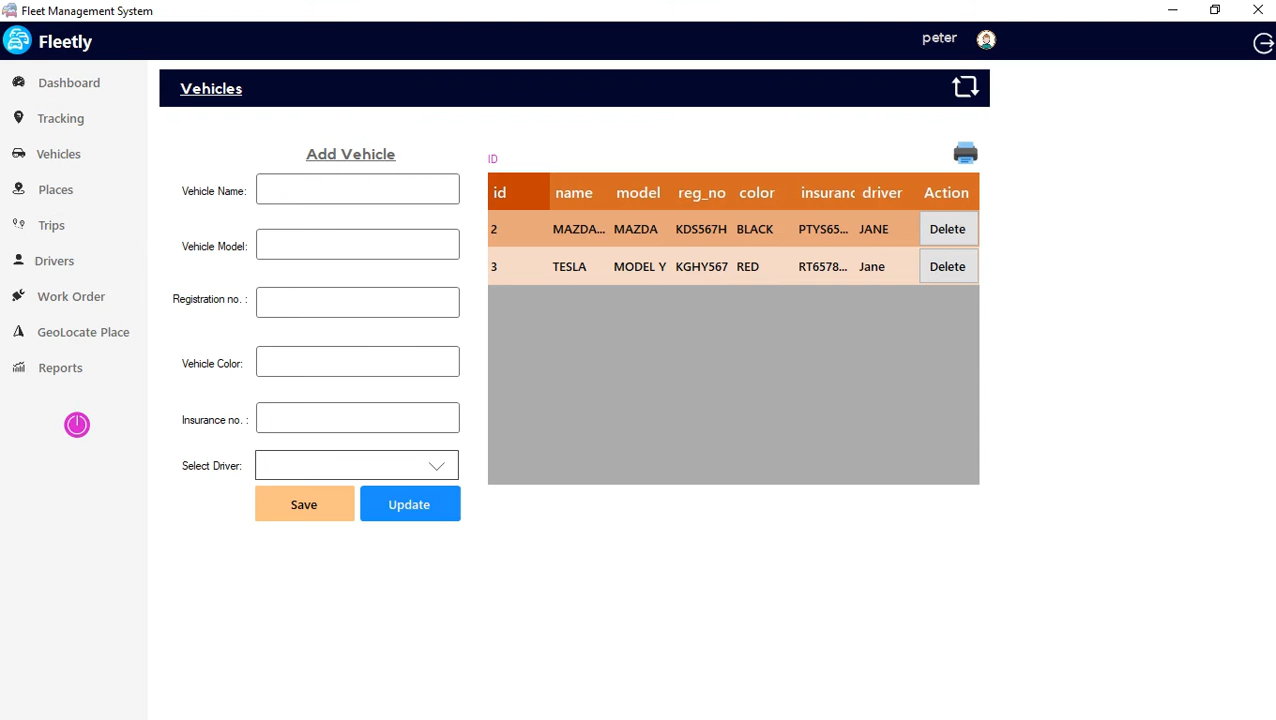 Fleet Management System
Fleetly
peter
Dashboard
Tracking
Vehicles
Places
Trips
Drivers
Work Order
GeoLocate Place
Reports
Vehicles
Add Vehicle
Vehicle Name:
Vehicle Model:
Registration no. :
Vehicle Color:
Insurance no. :
Select Driver:
Save Update
ID
id name model reg_no color insuranc driver Action
2 MAZDA... MAZDA KDS567H BLACK PTYS65... JANE Delete
3 TESLA MODEL Y KGHY567 RED RT6578... Jane Delete